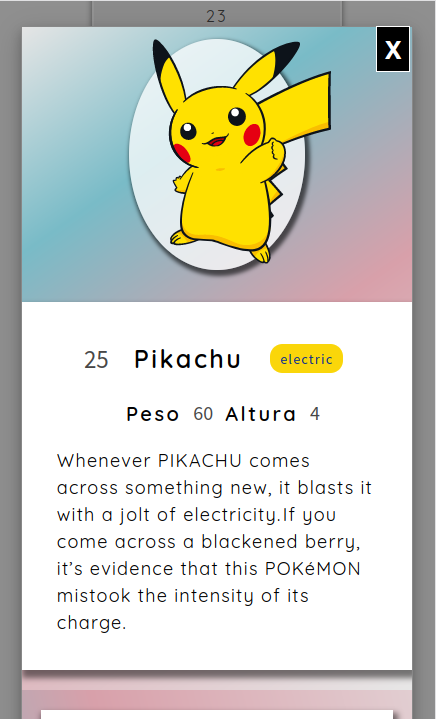 23
X
25 Pikachu electric
Peso 60 Altura 4
Whenever PIKACHU comes
across something new, it blasts it
with a jolt of electricity.If you
come across a blackened berry,
it’s evidence that this POKéMON
mistook the intensity of its
charge.